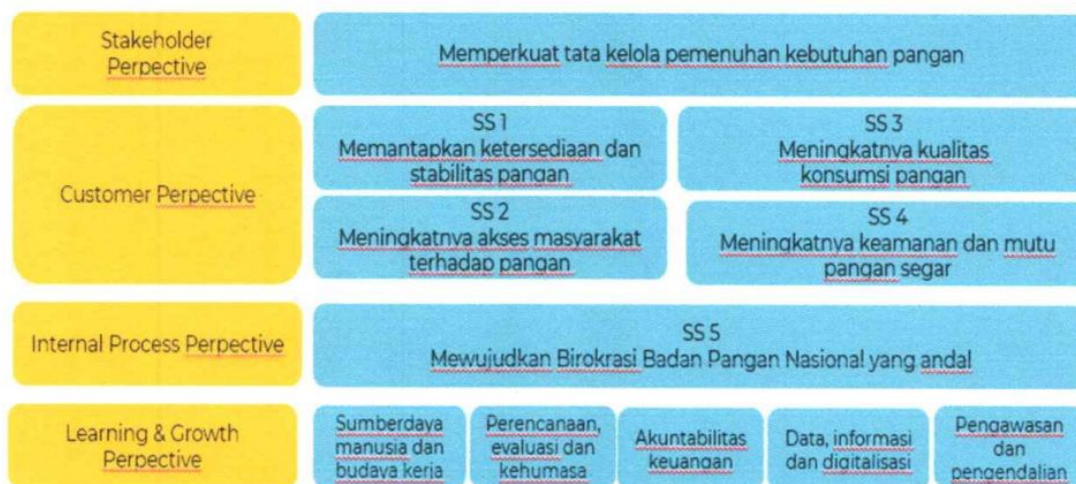 Stakeholder
Perpective
Memperkuat tata kelola pemenuhan kebutuhan pangan
Customer Perpective
SS 1
Memantapkan ketersediaan dan
stabilitas pangan
SS 3
Meningkatnya kualitas
konsumsi pangan
SS 2
Meningkatnya akses masyarakat
terhadap pangan
SS 4
Meningkatnya keamanan dan mutu
pangan segar
Internal Process Perpective
SS 5
Mewujudkan Birokrasi Badan Pangan Nasional yang andal
Learning & Growth
Perpective
Sumberdaya
manusia dan
budaya kerja
Perencanaan,
evaluasi dan
kehumasa
Akuntabilitas
keuangan
Data, informasi
dan digitalisasi
Pengawasan
dan
pengendalian